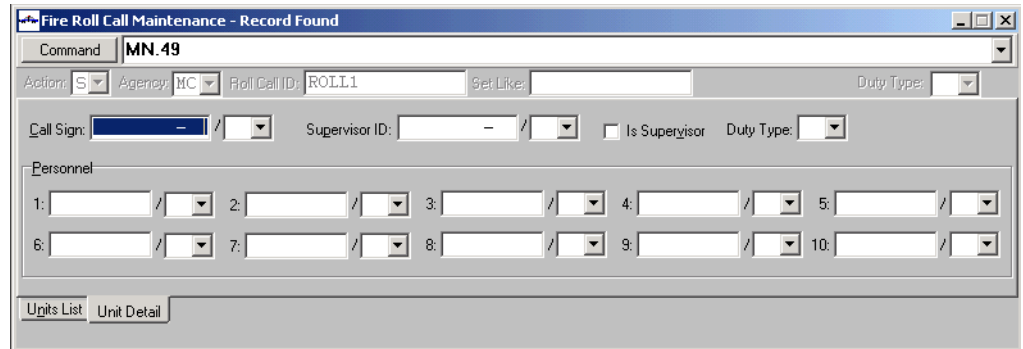 Fire Roll Call Maintenance - Record Found
Command MN.49
Action: S Agency: MC Roll Call ID: ROLL1 Set Like: Duty Type:
Call Sign: – / Supervisor ID: – / Is Supervisor Duty Type:
Personnel
1: / 2: / 3: / 4: / 5: /
6: / 7: / 8: / 9: / 10: /
Units List Unit Detail